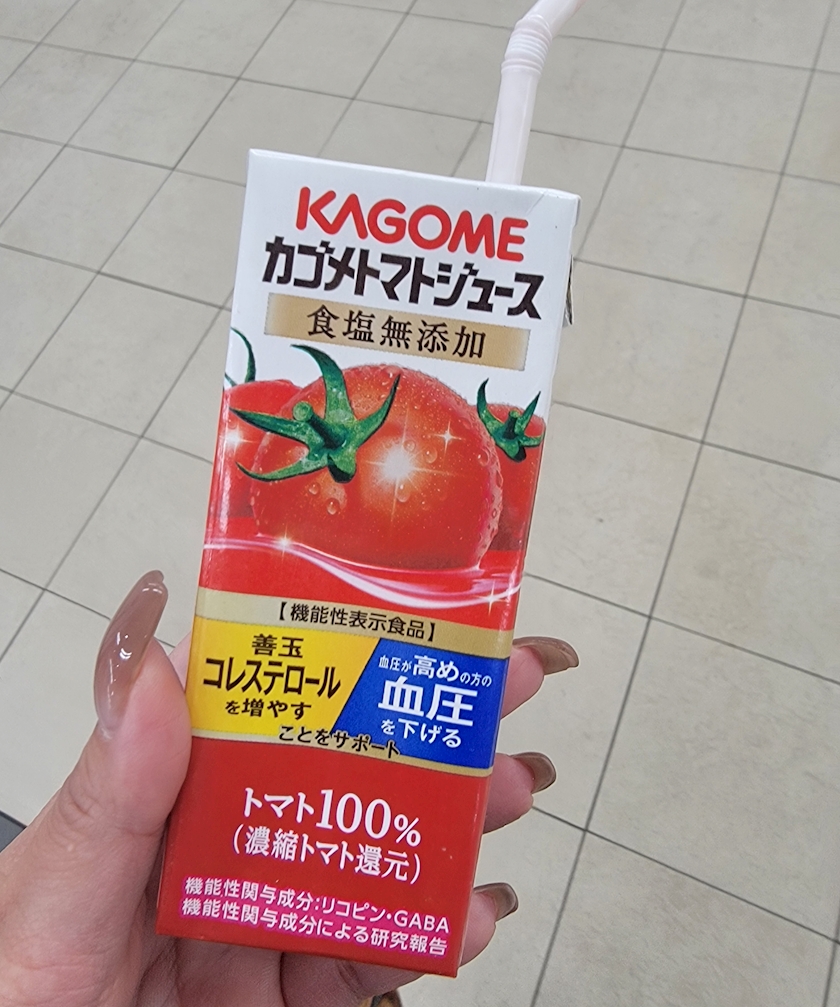 KAGOME
カゴメトマトジュース
食塩無添加
【機能性表示食品】
善玉
コレステロール
を増やす
血圧が高めの方の
血圧
を下げる
ことをサポート
トマト100%
(濃縮トマト還元)
機能性関与成分:リコピン・GABA
機能性関与成分による研究報告